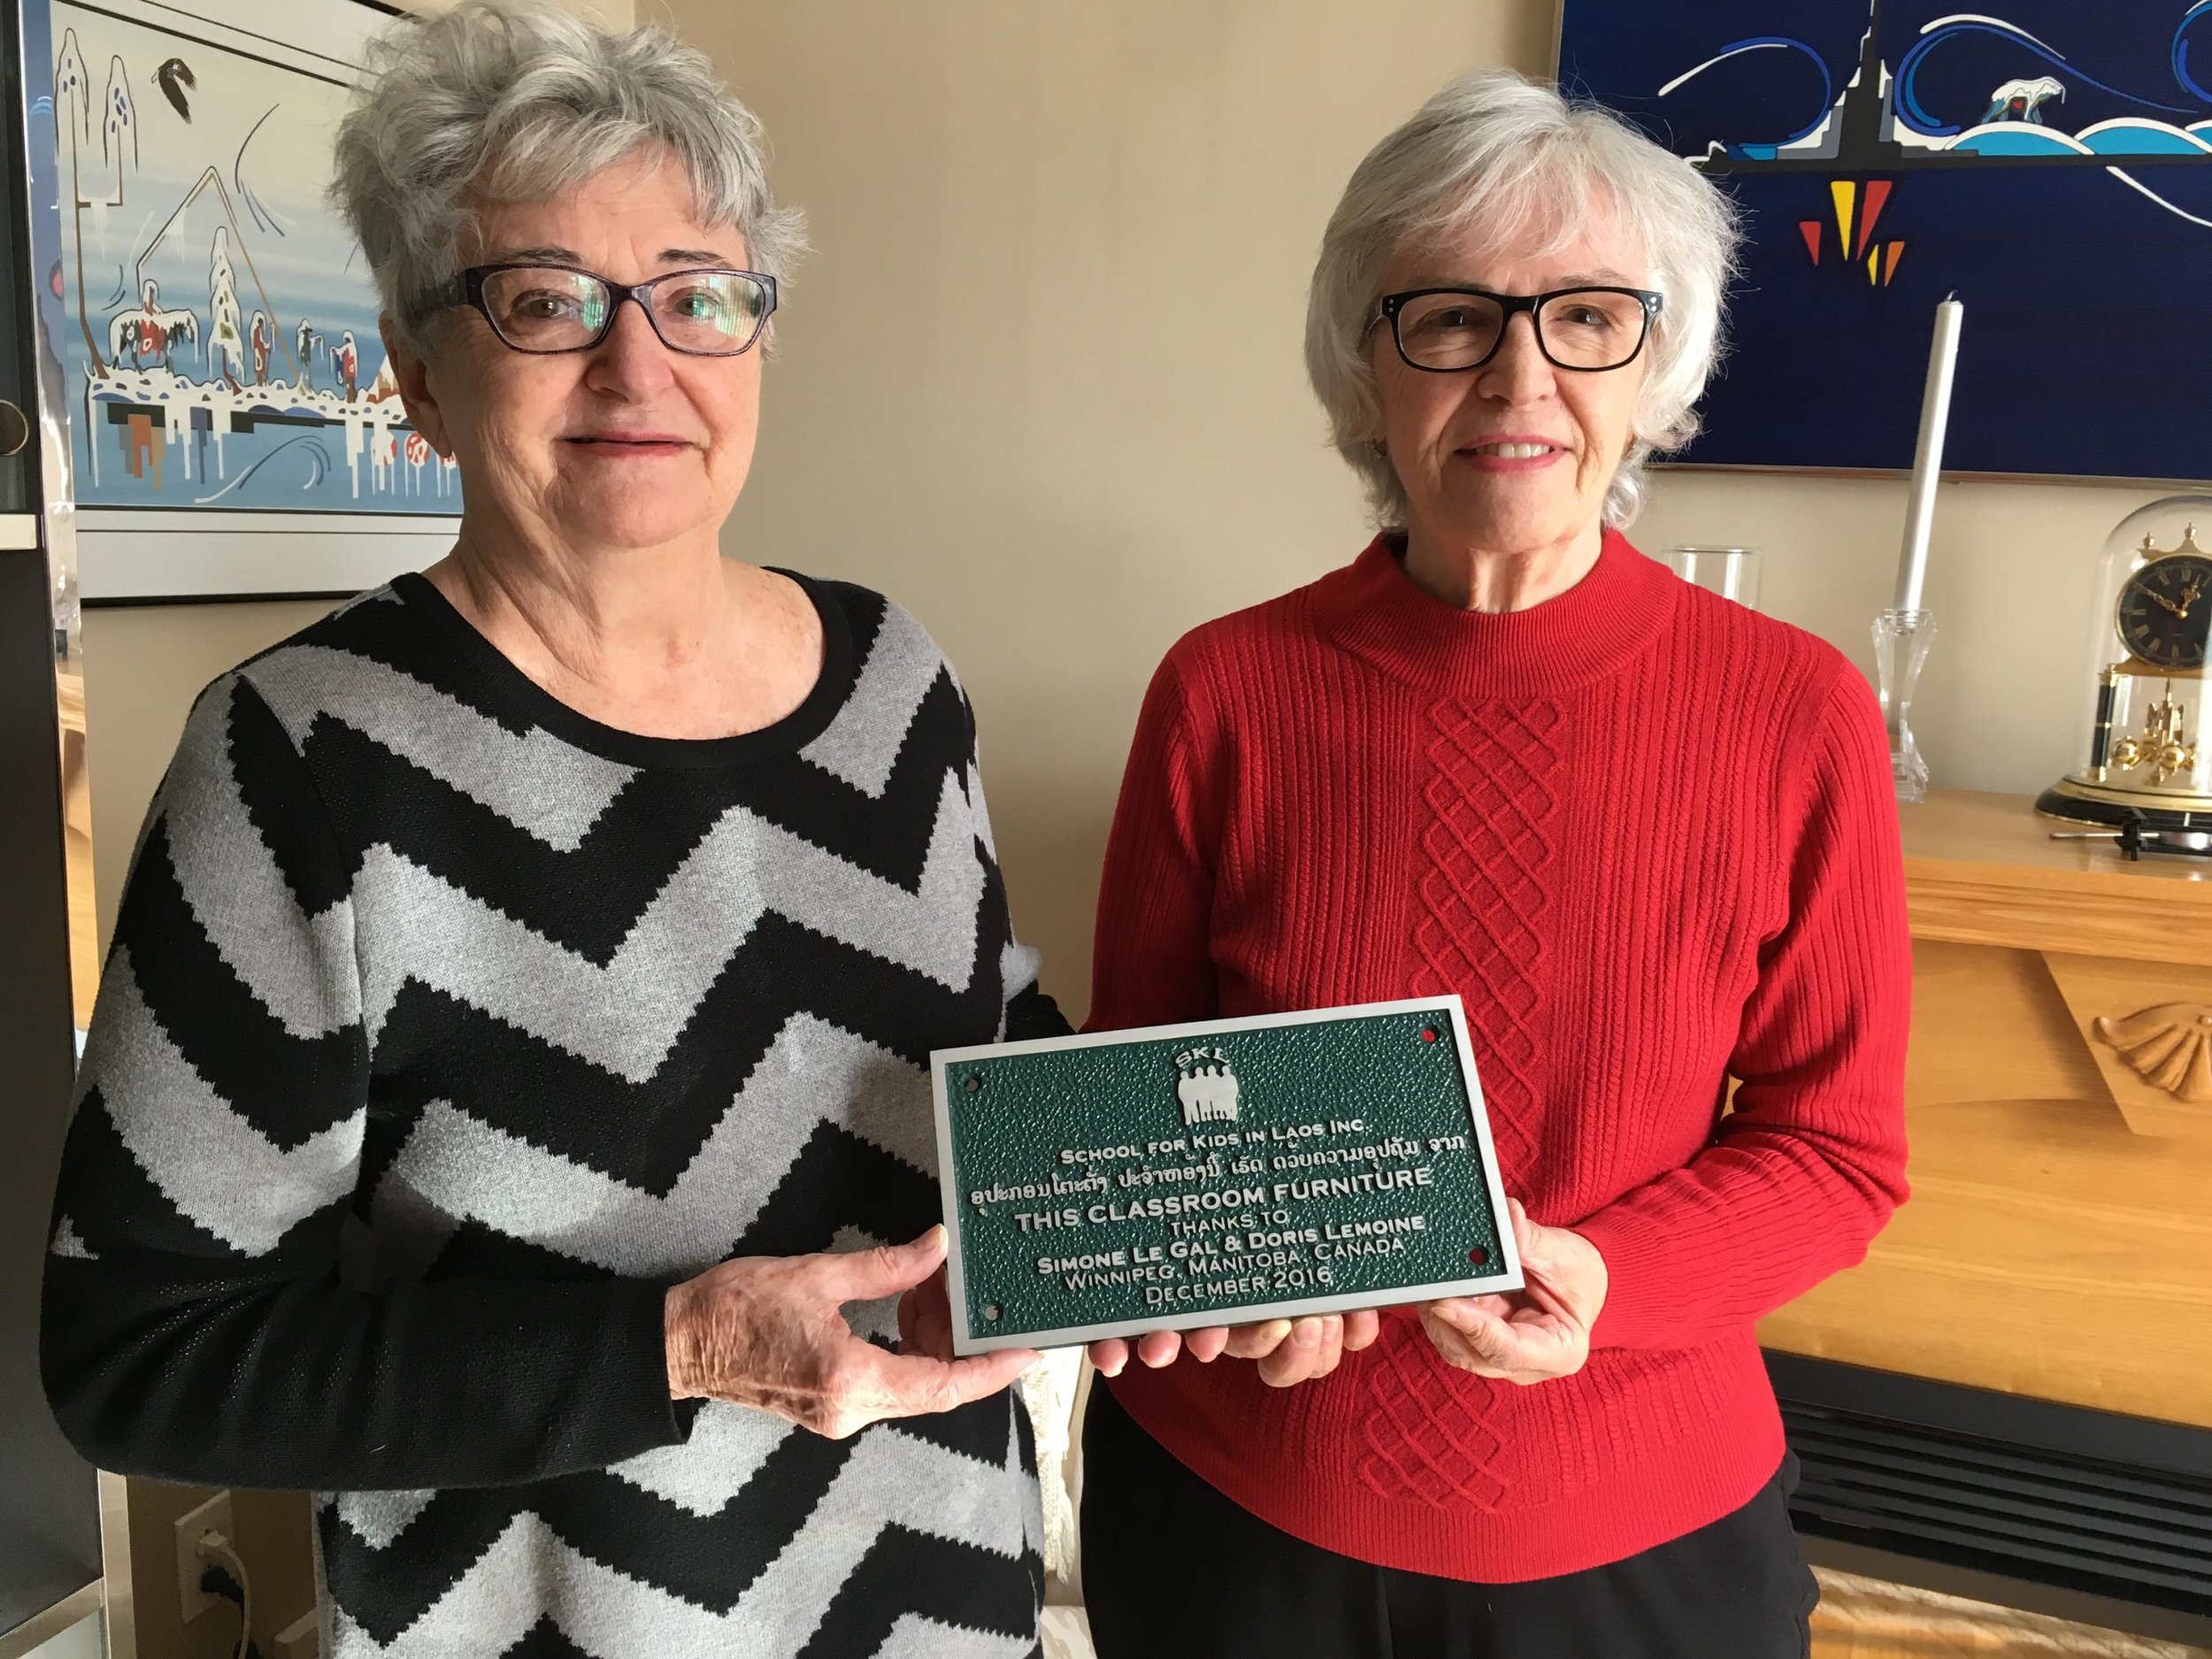 SKL
SCHOOL FOR KIDS IN LAOS INC.
ອຸປະກອນໂຕະຕັ່ງ ປະຈຳຫ້ອງນີ້ ເຮັດ ດ້ວຍຄວາມອຸປຖັມ ຈາກ
THIS CLASSROOM FURNITURE
THANKS TO
SIMONE LE GAL & DORIS LEMOINE
WINNIPEG, MANITOBA, CANADA
DECEMBER 2016